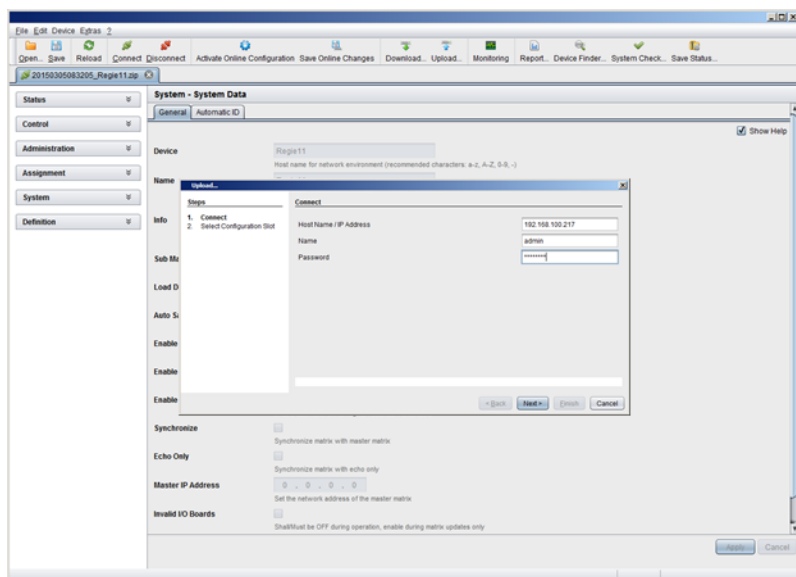 File Edit Device Extras ?
Open... Save Reload Connect Disconnect Activate Online Configuration Save Online Changes Download... Upload... Monitoring Report... Device Finder... System Check... Save Status...
20150305083205_Regie11.zip
Status
Control
Administration
Assignment
System
Definition
System - System Data
General Automatic ID
Show Help
Device Regie11
Host name for network environment (recommended characters: a-z, A-Z, 0-9, -)
Name
Info
Sub Ma
Load D
Auto Sa
Enable
Enable
Enable
Upload...
Steps
1. Connect
2. Select Configuration Slot
Connect
Host Name / IP Address 192.168.100.217
Name admin
Password ********
< Back Next > Finish Cancel
Synchronize
Synchronize matrix with master matrix
Echo Only
Synchronize matrix with echo only
Master IP Address 0 . 0 . 0 . 0
Set the network address of the master matrix
Invalid I/O Boards
Shall/Must be OFF during operation, enable during matrix updates only
Apply Cancel